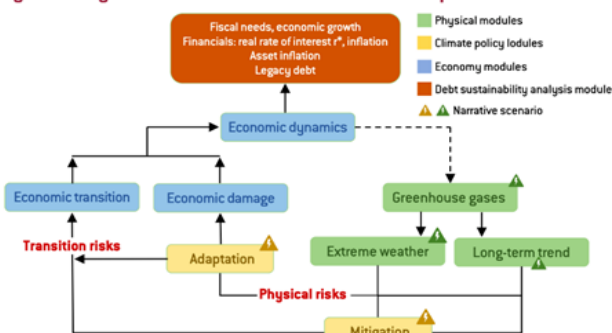 Fiscal needs, economic growth
Financials: real rate of interest r*, inflation
Asset inflation
Legacy debt
Physical modules
Climate policy lodules
Economy modules
Debt sustainability analysis module
Narrative scenario
Economic dynamics
Economic transition
Economic damage
Greenhouse gases
Transition risks
Adaptation
Extreme weather
Long-term trend
Physical risks
Mitigation